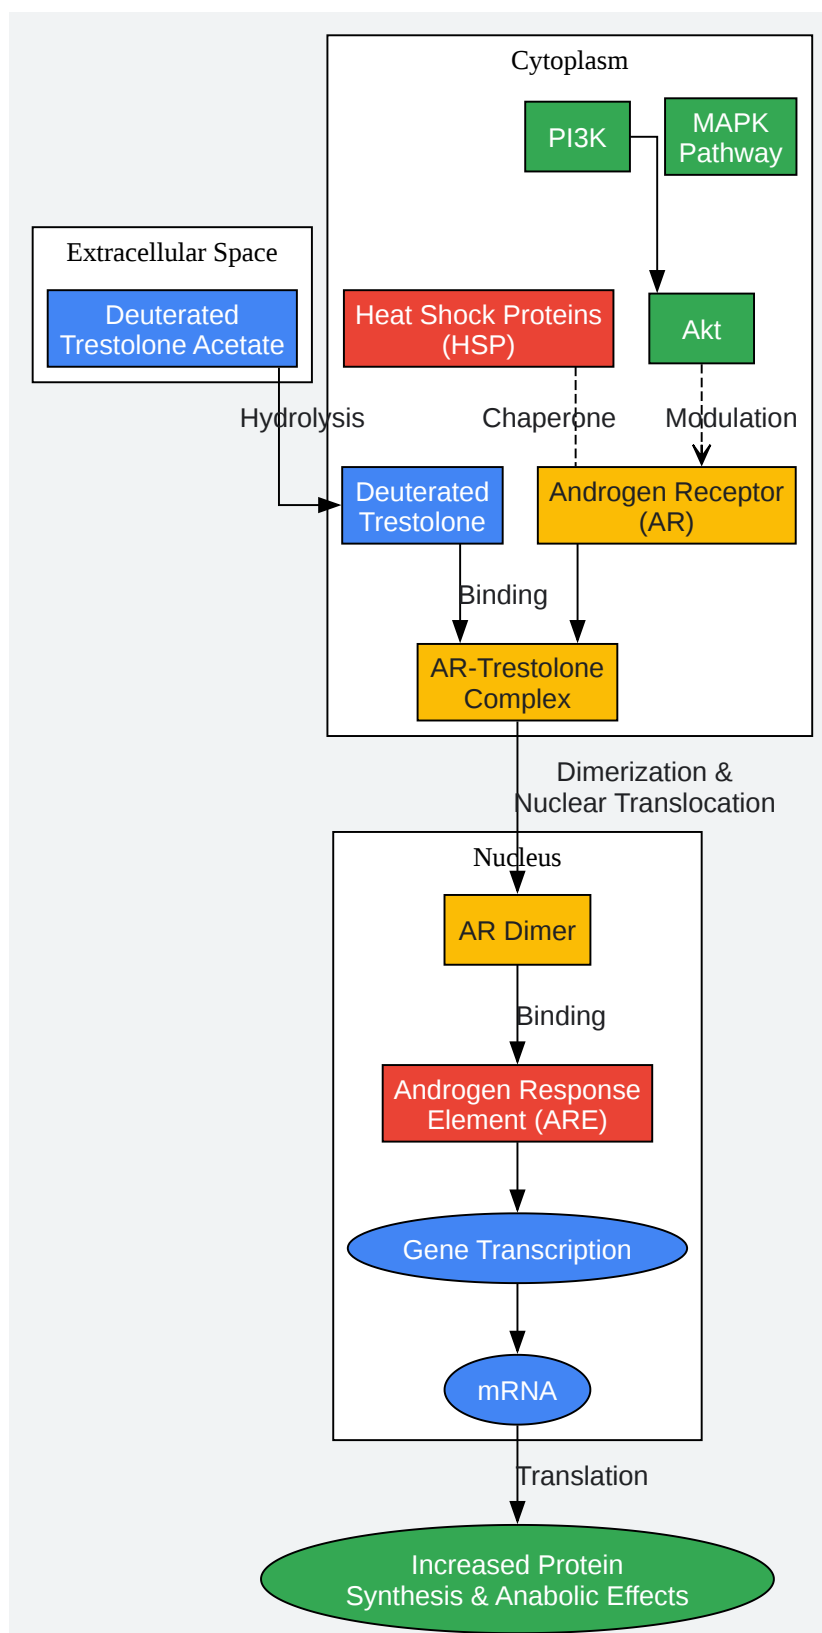 Cytoplasm
PI3K
MAPK
Pathway
Extracellular Space
Deuterated
Trestolone Acetate
Heat Shock Proteins
(HSP)
Akt
Hydrolysis
Chaperone
Modulation
Deuterated
Trestolone
Androgen Receptor
(AR)
Binding
AR-Trestolone
Complex
Dimerization &
Nuclear Translocation
Nucleus
AR Dimer
Binding
Androgen Response
Element (ARE)
Gene Transcription
mRNA
Translation
Increased Protein
Synthesis & Anabolic Effects